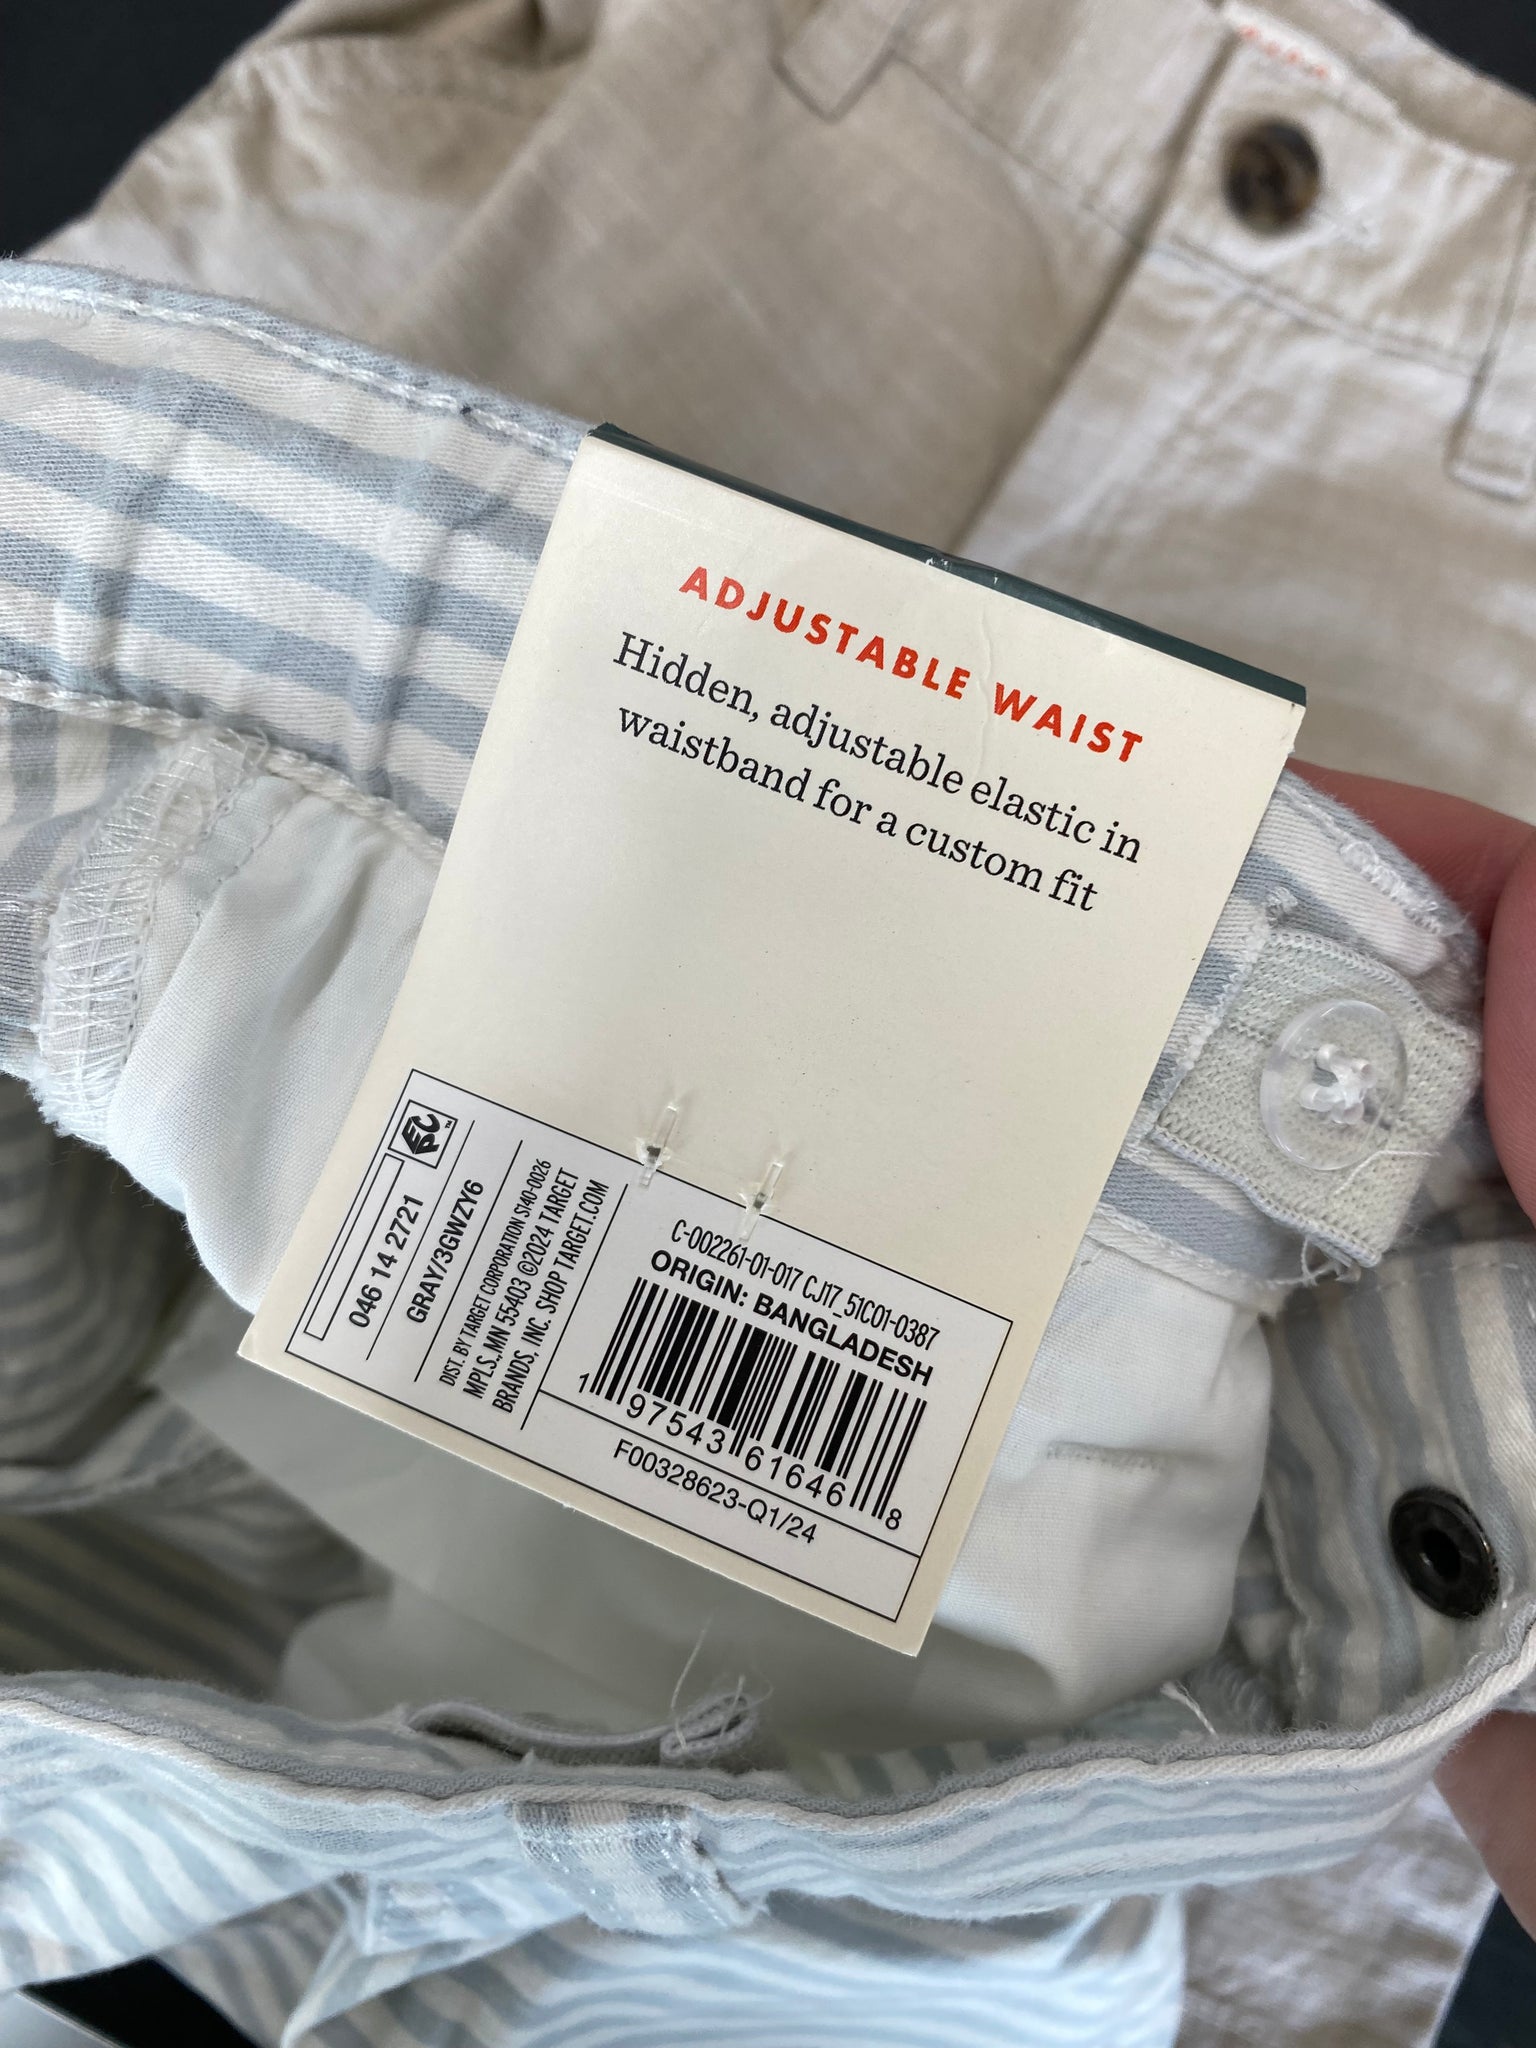 ADJUSTABLE WAIST
Hidden, adjustable elastic in
waistband for a custom fit
EPC
046 14 2721
GRAY/3GWZY6
DIST. BY TARGET CORPORATION S140-0026
MPLS., MN 55403 ©2024 TARGET
BRANDS, INC. SHOP TARGET.COM
C-002261-01-017 CJ17_51C01-0387
ORIGIN: BANGLADESH
1 97543 61646 8
F00328623-Q1/24